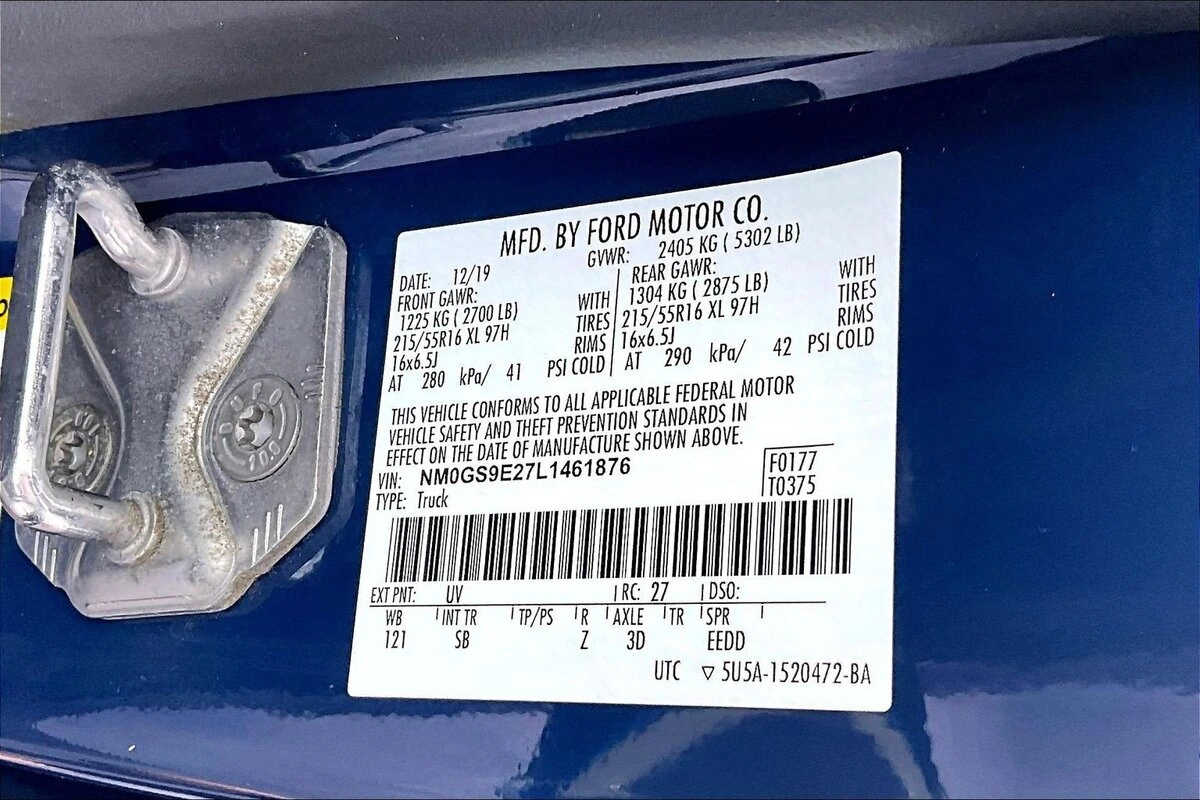 MFD. BY FORD MOTOR CO.
DATE: 12/19 GVWR: 2405 KG ( 5302 LB)
FRONT GAWR: REAR GAWR:
1225 KG ( 2700 LB) WITH 1304 KG ( 2875 LB) WITH
215/55R16 XL 97H TIRES 215/55R16 XL 97H TIRES
16x6.5J RIMS 16x6.5J RIMS
AT 280 kPa/ 41 PSI COLD AT 290 kPa/ 42 PSI COLD
THIS VEHICLE CONFORMS TO ALL APPLICABLE FEDERAL MOTOR
VEHICLE SAFETY AND THEFT PREVENTION STANDARDS IN
EFFECT ON THE DATE OF MANUFACTURE SHOWN ABOVE.
VIN: NM0GS9E27L1461876 F0177
TYPE: Truck T0375
EXT PNT: UV RC: 27 DSO:
WB INT TR TP/PS R AXLE TR SPR
121 SB Z 3D EEDD
UTC ▽ 5U5A-1520472-BA